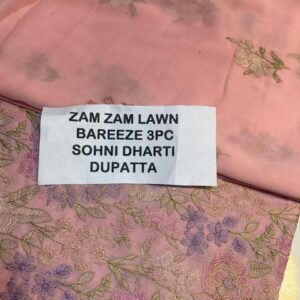 ZAM ZAM LAWN
BAREEZE 3PC
SOHNI DHARTI
DUPATTA